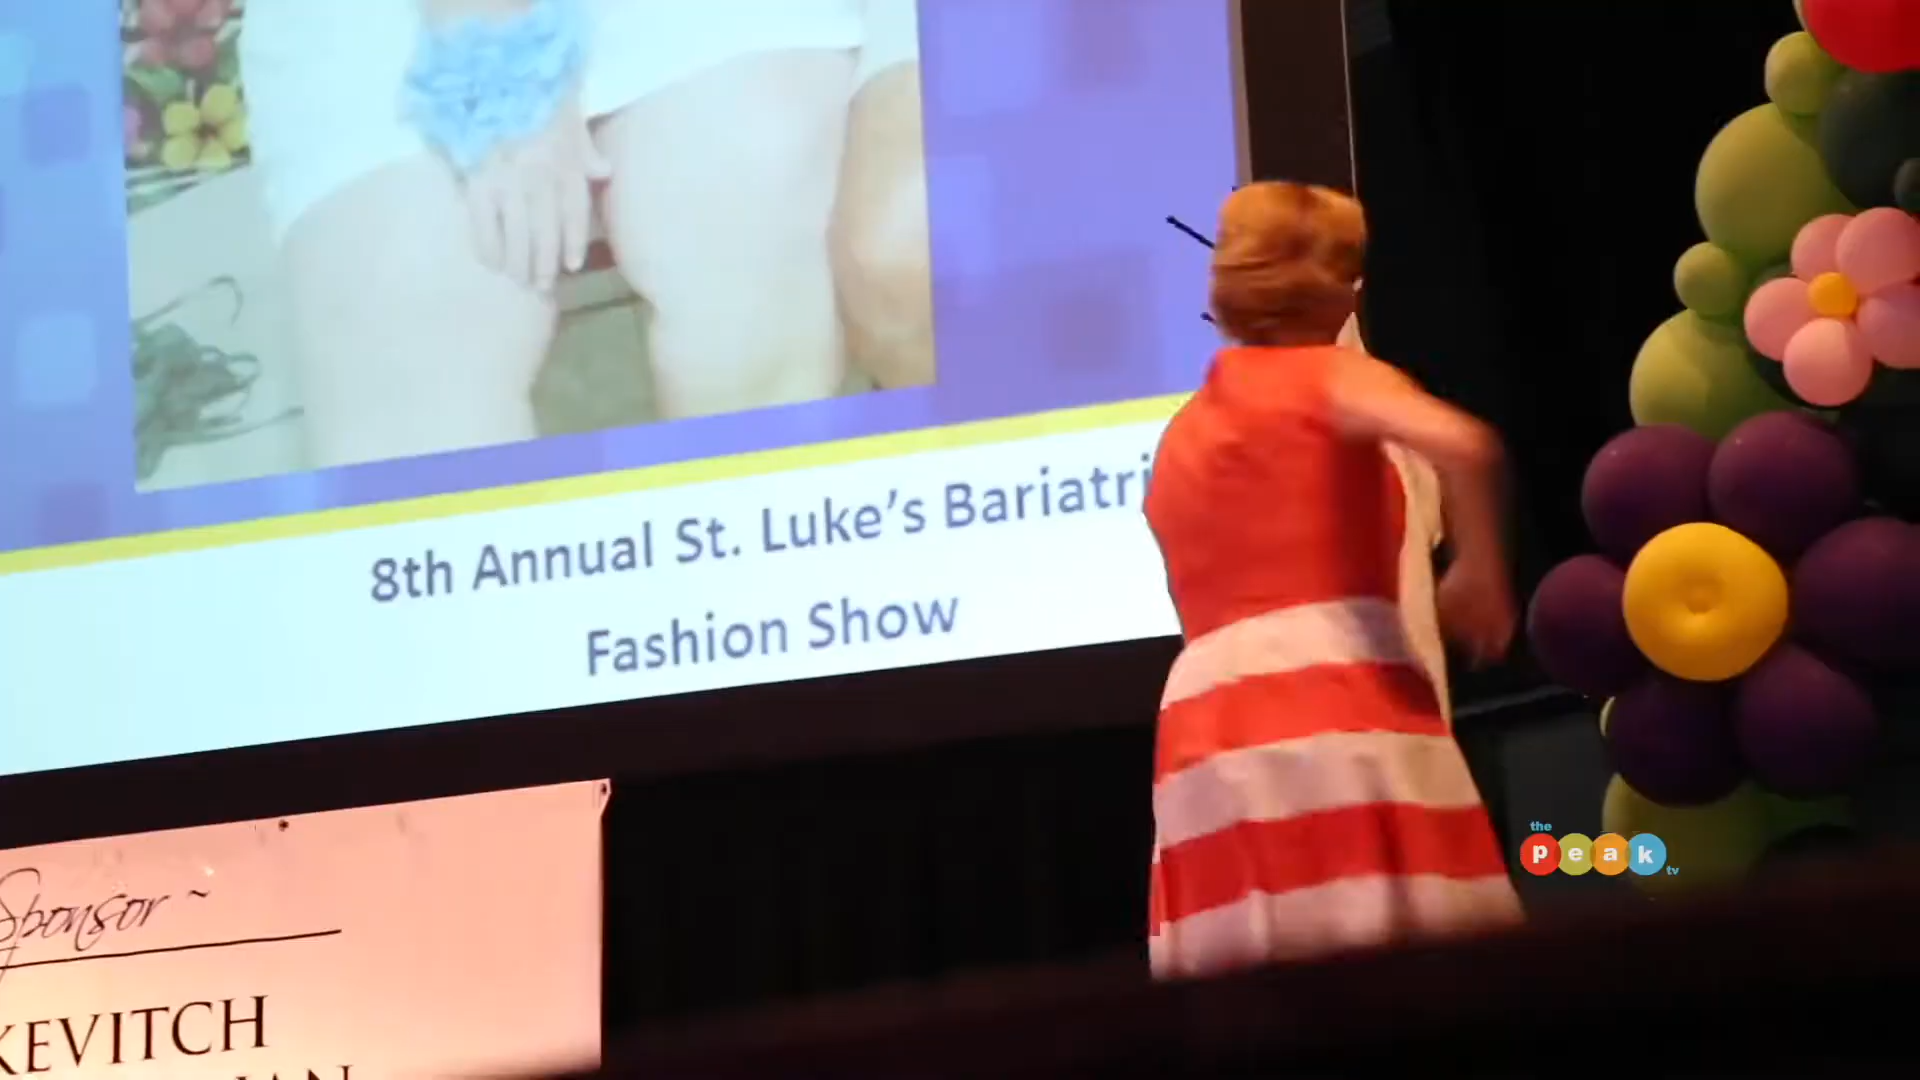 8th Annual St. Luke's Bariatri
Fashion Show
the
peak
tv
Sponsor ~
KEVITCH